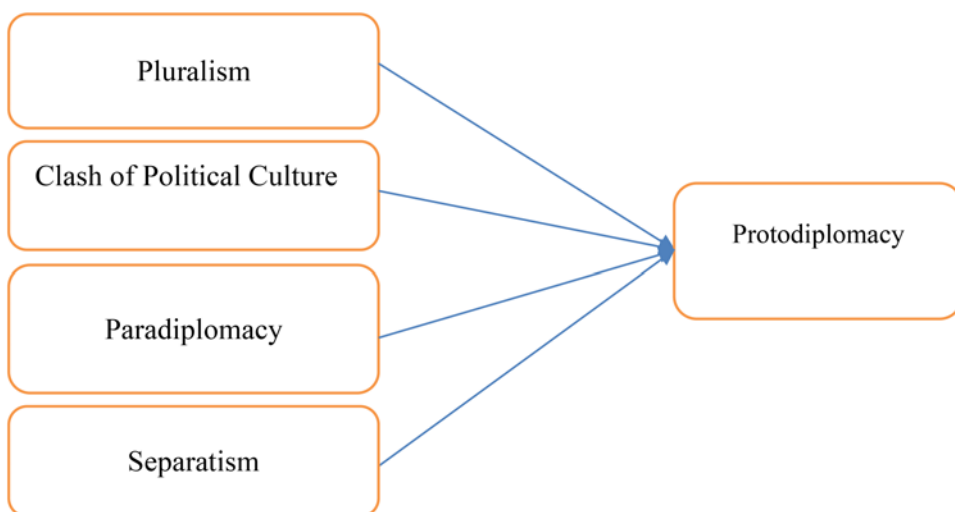 Pluralism
Clash of Political Culture
Protodiplomacy
Paradiplomacy
Separatism